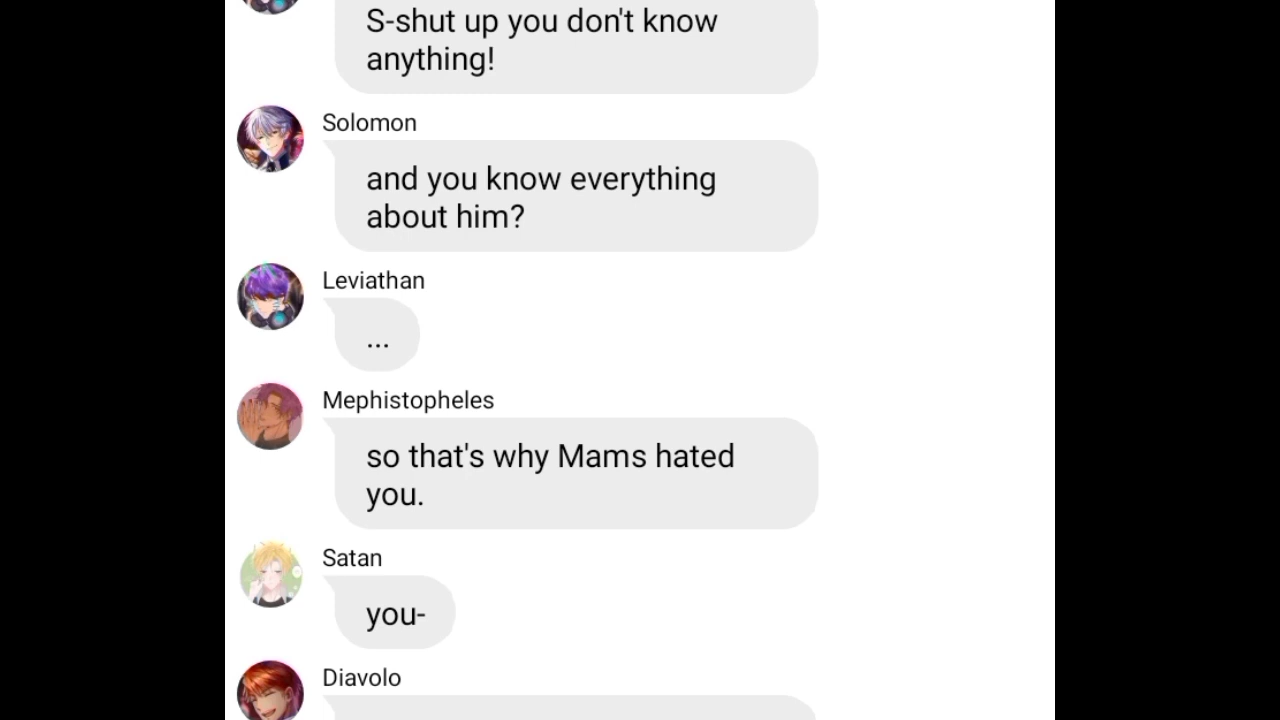 S-shut up you don't know
anything!
Solomon
and you know everything
about him?
Leviathan
...
Mephistopheles
so that's why Mams hated
you.
Satan
you-
Diavolo